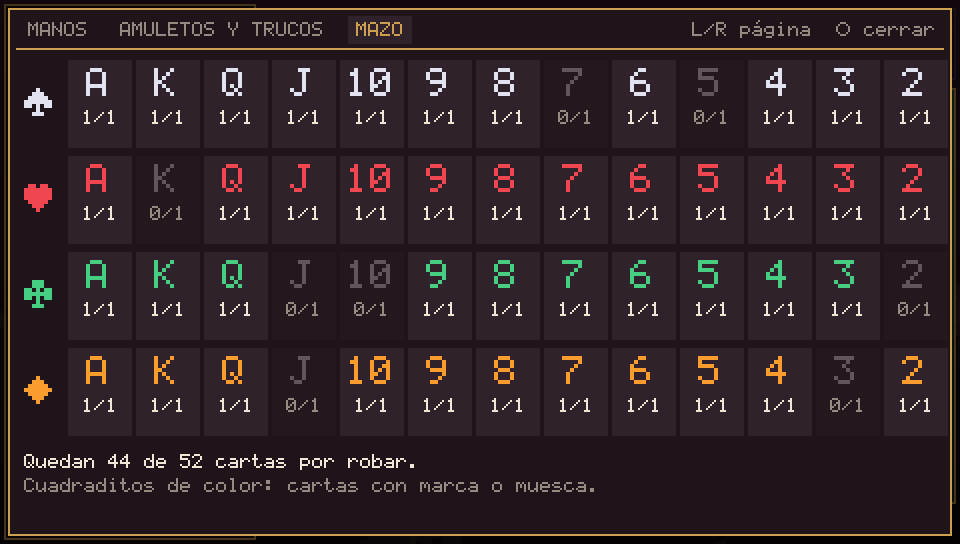 MANOS AMULETOS Y TRUCOS MAZO L/R página O cerrar
A K Q J 10 9 8 7 6 5 4 3 2
1/1 1/1 1/1 1/1 1/1 1/1 1/1 0/1 1/1 0/1 1/1 1/1 1/1
A K Q J 10 9 8 7 6 5 4 3 2
1/1 0/1 1/1 1/1 1/1 1/1 1/1 1/1 1/1 1/1 1/1 1/1 1/1
A K Q J 10 9 8 7 6 5 4 3 2
1/1 1/1 1/1 0/1 0/1 1/1 1/1 1/1 1/1 1/1 1/1 1/1 0/1
A K Q J 10 9 8 7 6 5 4 3 2
1/1 1/1 1/1 0/1 1/1 1/1 1/1 1/1 1/1 1/1 1/1 0/1 1/1
Quedan 44 de 52 cartas por robar.
Cuadraditos de color: cartas con marca o muesca.